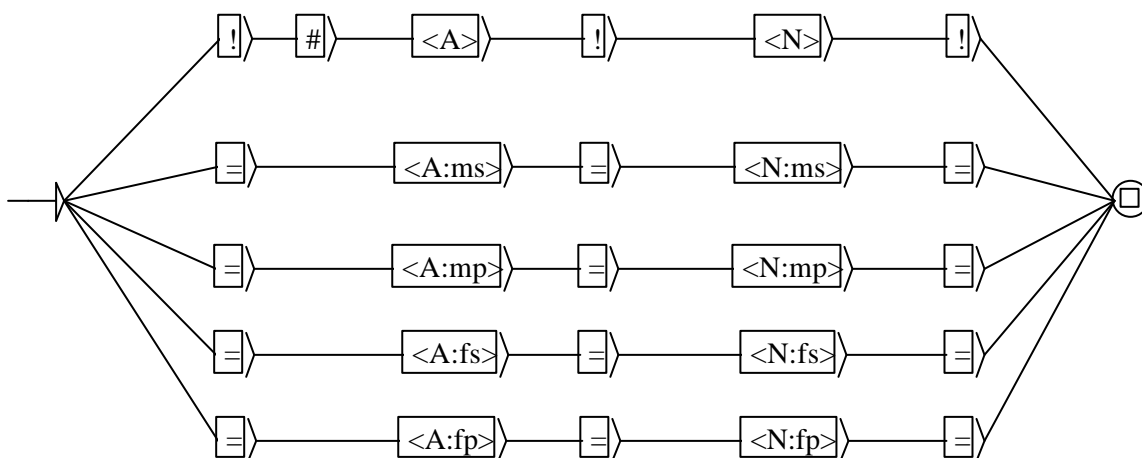 ! # <A> ! <N> !
= <A:ms> = <N:ms> =
= <A:mp> = <N:mp> =
= <A:fs> = <N:fs> =
= <A:fp> = <N:fp> =